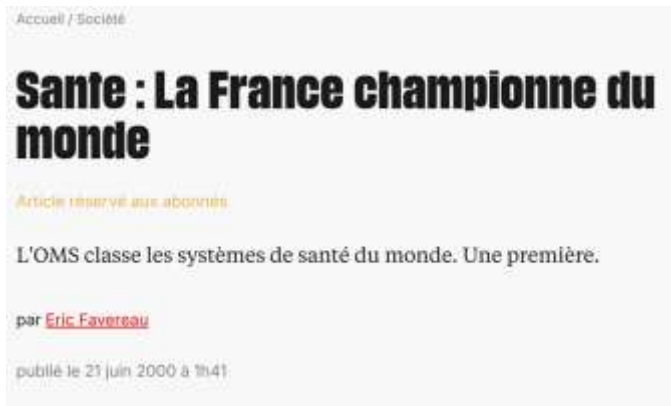 Accueil / Société
Sante : La France championne du
monde
Article réservé aux abonnés
L'OMS classe les systèmes de santé du monde. Une première.
par Eric Favereau
publié le 21 juin 2000 à 1h41